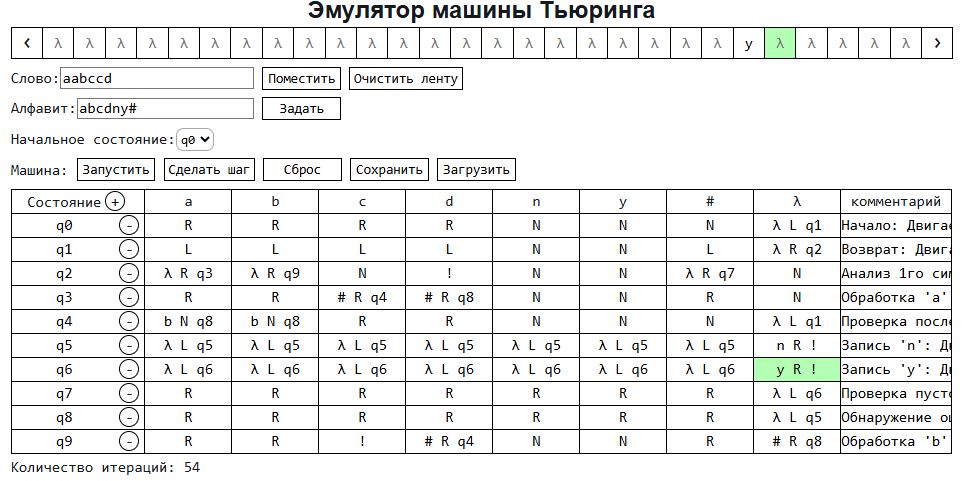 Эмулятор машины Тьюринга
< λ λ λ λ λ λ λ λ λ λ λ λ λ λ λ λ λ λ λ λ λ λ y λ λ λ λ λ >
Слово: aabccd Поместить Очистить ленту
Алфавит: abcdny# Задать
Начальное состояние: q0
Машина: Запустить Сделать шаг Сброс Сохранить Загрузить
Состояние + a b c d n y # λ комментарий
q0 - R R R R N N N λ L q1 Начало: Двигае
q1 - L L L L N N L λ R q2 Возврат: Двига
q2 - λ R q3 λ R q9 N ! N N λ R q7 N Анализ 1го сим
q3 - R R # R q4 # R q8 N N R N Обработка 'a'
q4 - b N q8 b N q8 R R N N N λ L q1 Проверка после
q5 - λ L q5 λ L q5 λ L q5 λ L q5 λ L q5 λ L q5 λ L q5 n R ! Запись 'n': Дв
q6 - λ L q6 λ L q6 λ L q6 λ L q6 λ L q6 λ L q6 λ L q6 y R ! Запись 'y': Дв
q7 - R R R R R R R λ L q6 Проверка пусто
q8 - R R R R R R R λ L q5 Обнаружение ош
q9 - R R ! # R q4 N N R # R q8 Обработка 'b'
Количество итераций: 54